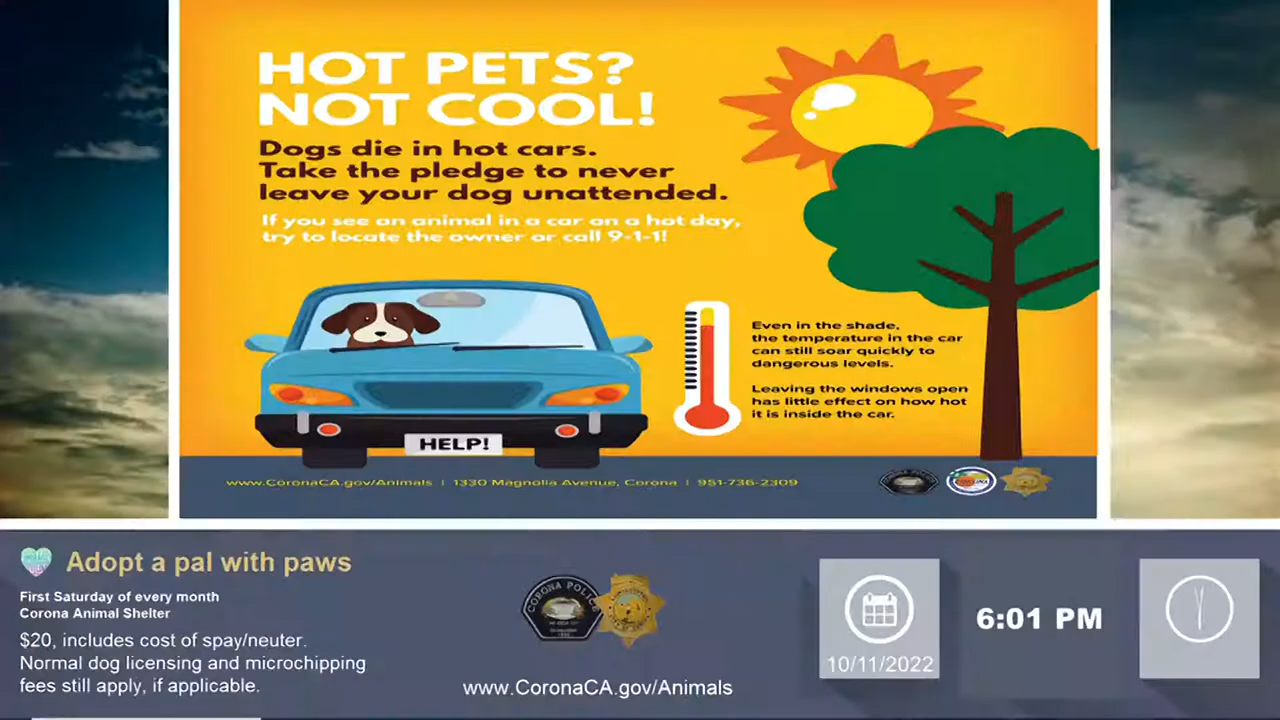 HOT PETS?
NOT COOL!
Dogs die in hot cars.
Take the pledge to never
leave your dog unattended.
If you see an animal in a car on a hot day,
try to locate the owner or call 9-1-1!
Even in the shade,
the temperature in the car
can still soar quickly to
dangerous levels.
Leaving the windows open
has little effect on how hot
it is inside the car.
HELP!
www.CoronaCA.gov/Animals | 1330 Magnolia Avenue, Corona | 951-736-2309
Adopt a pal with paws
First Saturday of every month
Corona Animal Shelter
$20, includes cost of spay/neuter.
Normal dog licensing and microchipping
fees still apply, if applicable.
CORONA POLICE
www.CoronaCA.gov/Animals
10/11/2022
6:01 PM